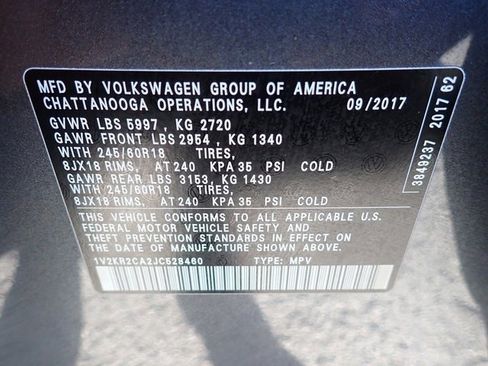 MFD BY VOLKSWAGEN GROUP OF AMERICA
CHATTANOOGA OPERATIONS, LLC. 09/2017
GVWR LBS 5997, KG 2720
GAWR FRONT LBS 2954, KG 1340
WITH 245/60R18 TIRES,
8JX18 RIMS, AT 240 KPA 35 PSI COLD
GAWR REAR LBS 3153, KG 1430
WITH 245/60R18 TIRES,
8JX18 RIMS, AT 240 KPA 35 PSI COLD
THIS VEHICLE CONFORMS TO ALL APPLICABLE U.S.
FEDERAL MOTOR VEHICLE SAFETY AND
THEFT PREVENTION STANDARDS IN EFFECT ON THE
DATE OF MANUFACTURE SHOWN ABOVE.
1V2KR2CA2JC528460 TYPE: MPV
3849237 2017 62